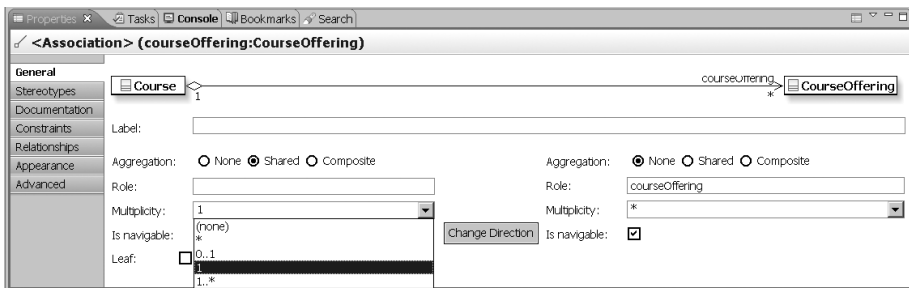 Properties Tasks Console Bookmarks Search
<Association> (courseOffering:CourseOffering)
General
Stereotypes
Documentation
Constraints
Relationships
Appearance
Advanced
Course
1
courseOffering
*
CourseOffering
Label:
Aggregation: None Shared Composite
Role:
Multiplicity: 1
(none)
*
0..1
1
1..*
Is navigable:
Leaf:
Change Direction
Aggregation: None Shared Composite
Role: courseOffering
Multiplicity: *
Is navigable: